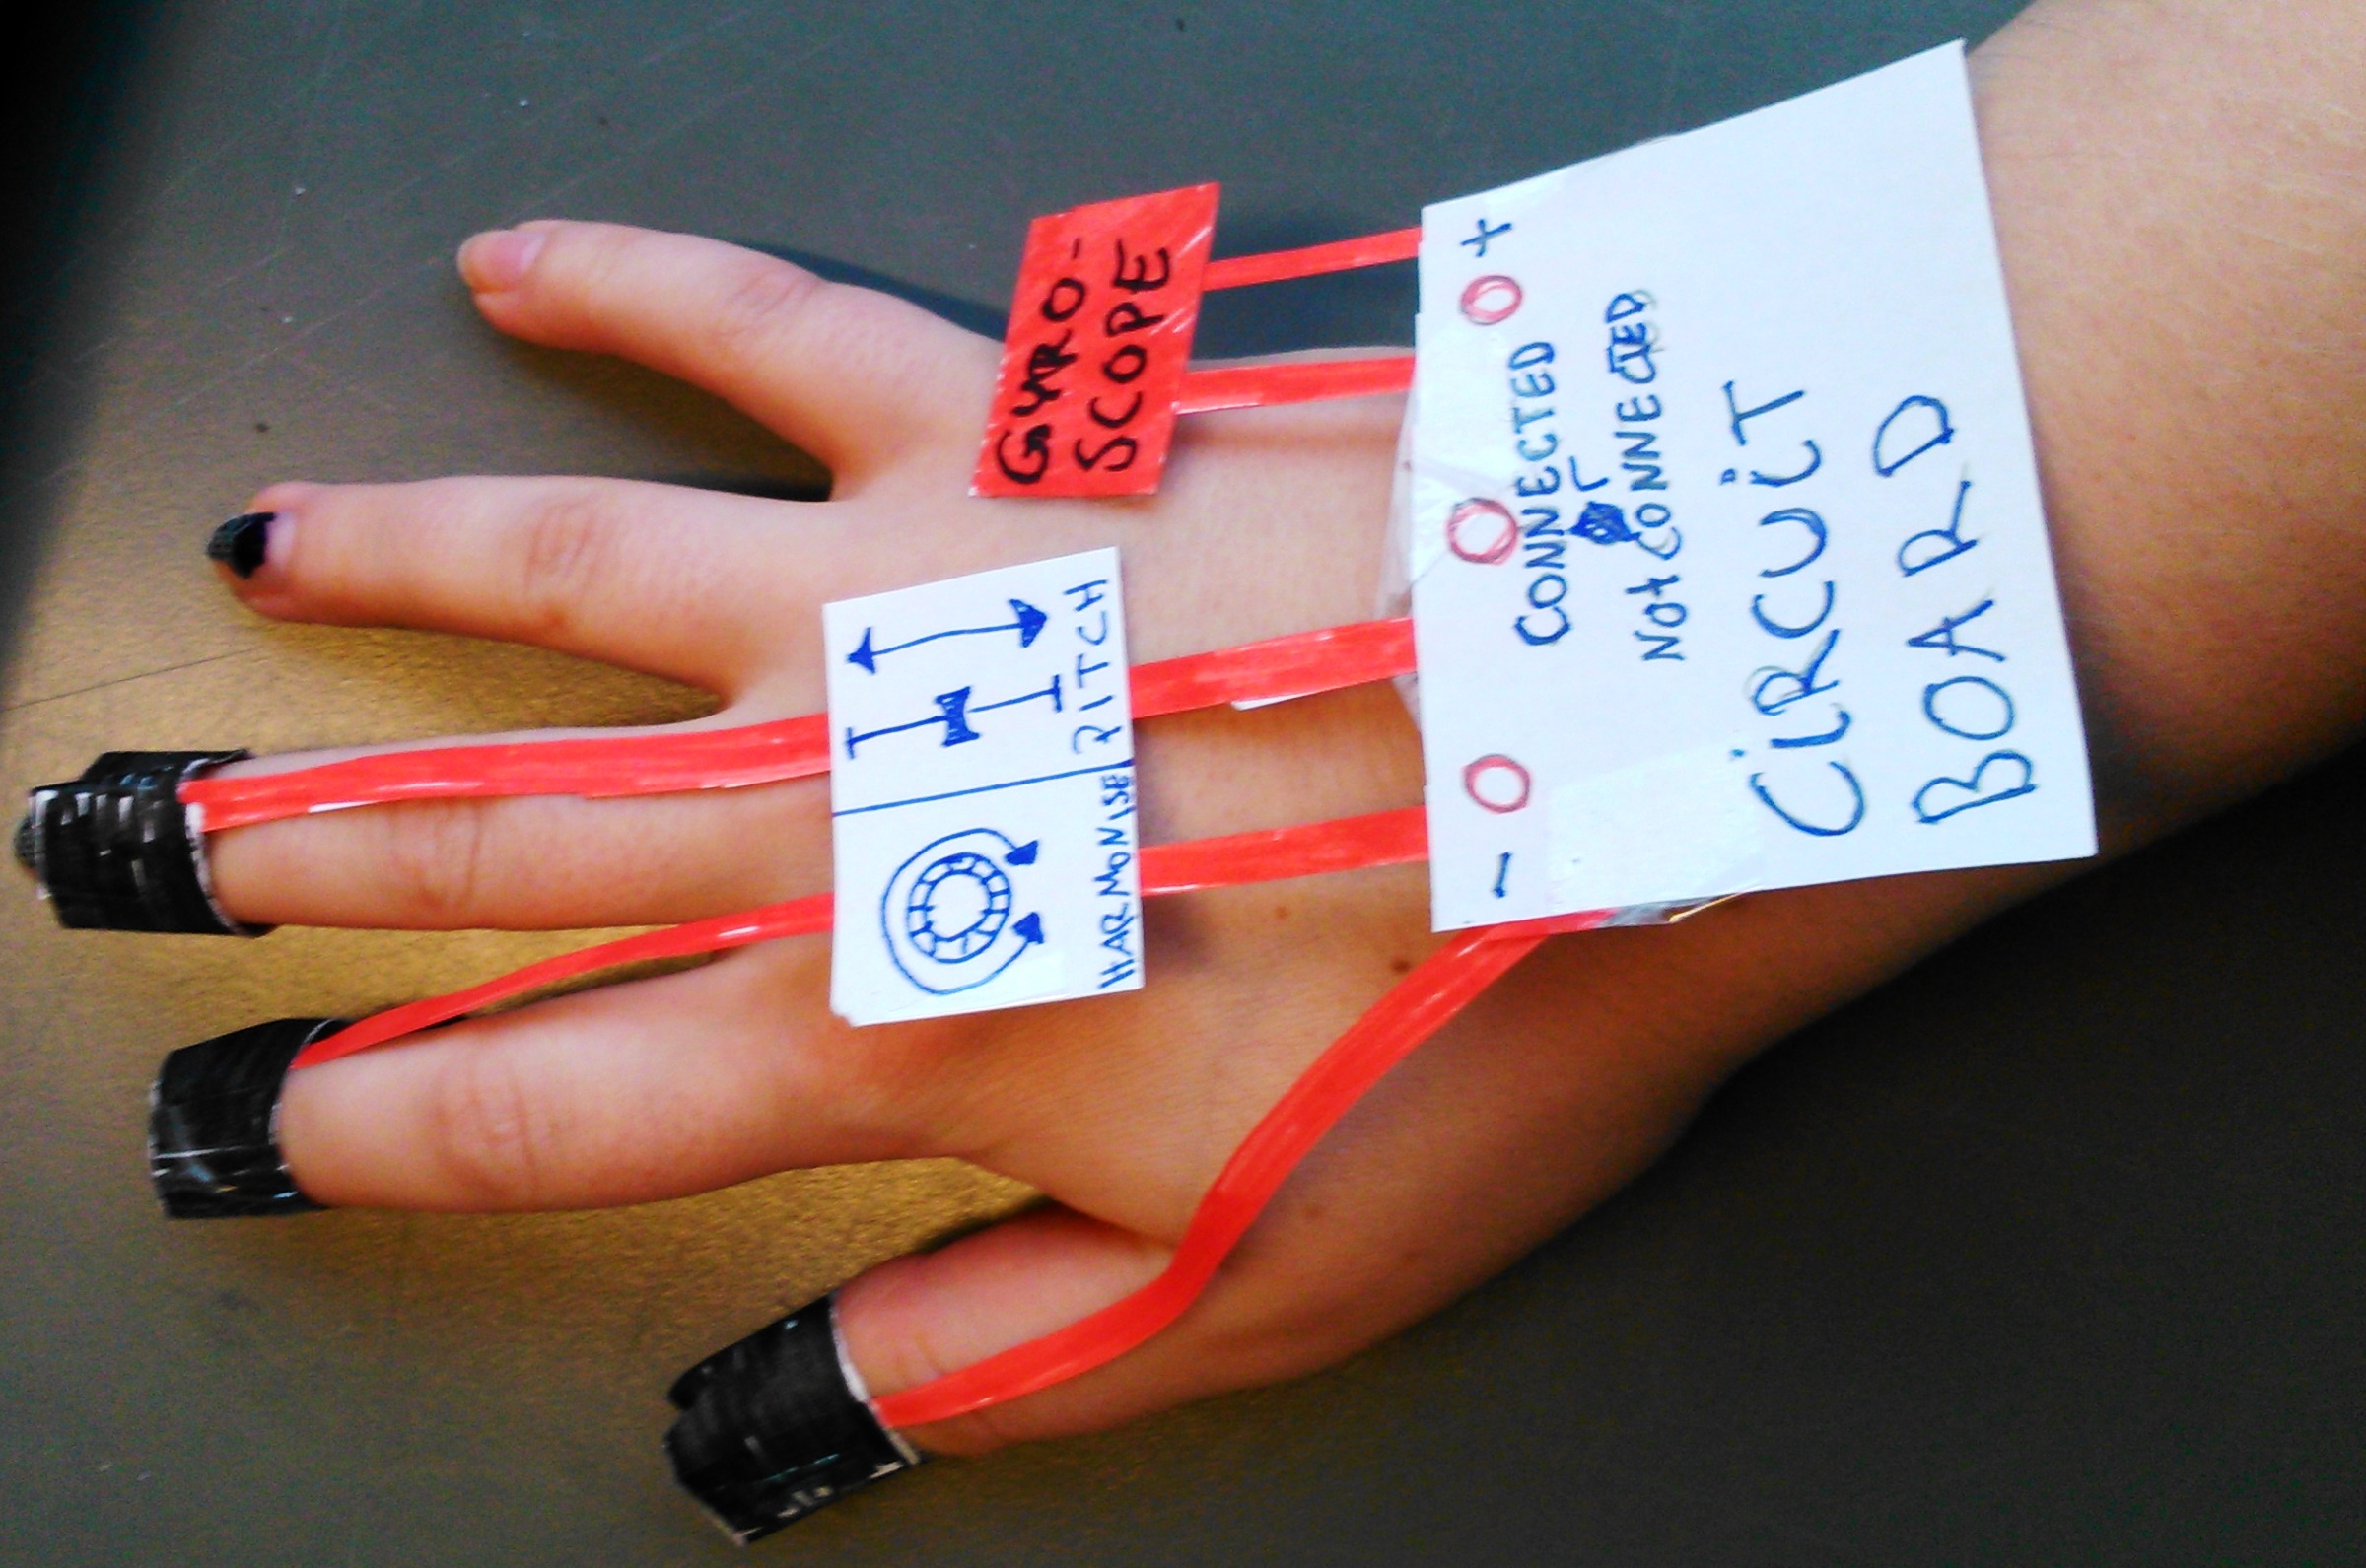 HARMONISE
PITCH
GYRO-
SCOPE
- +
CONNECTED
or
Not CONNECTED
CiRCUiT
BOARD